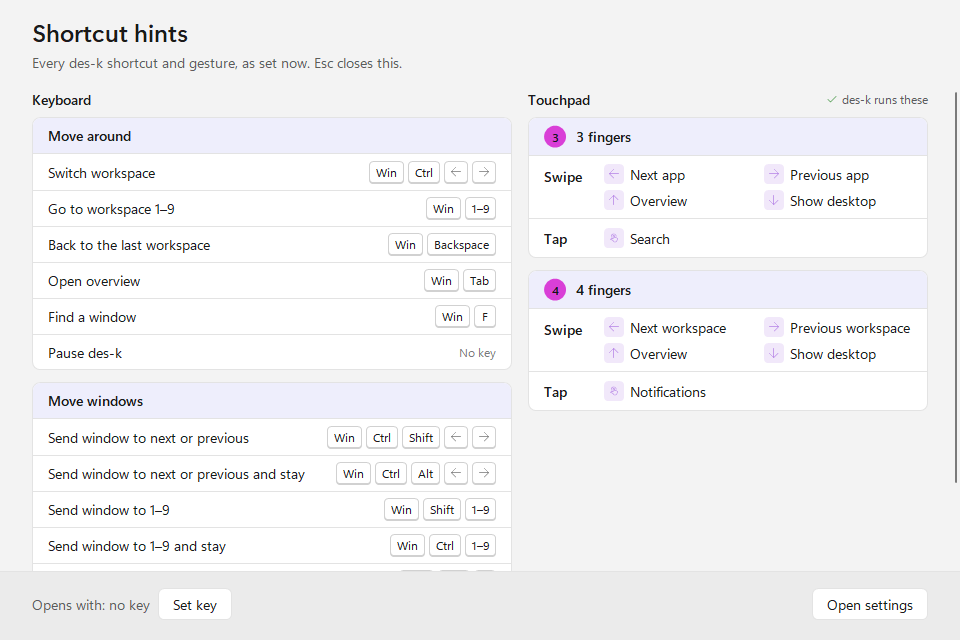 Shortcut hints
Every des-k shortcut and gesture, as set now. Esc closes this.
Keyboard
Move around
Switch workspace Win Ctrl ← →
Go to workspace 1–9 Win 1–9
Back to the last workspace Win Backspace
Open overview Win Tab
Find a window Win F
Pause des-k No key
Move windows
Send window to next or previous Win Ctrl Shift ← →
Send window to next or previous and stay Win Ctrl Alt ← →
Send window to 1–9 Win Shift 1–9
Send window to 1–9 and stay Win Ctrl 1–9
Touchpad ✓ des-k runs these
3 3 fingers
Swipe ← Next app → Previous app
↑ Overview ↓ Show desktop
Tap Search
4 4 fingers
Swipe ← Next workspace → Previous workspace
↑ Overview ↓ Show desktop
Tap Notifications
Opens with: no key Set key Open settings